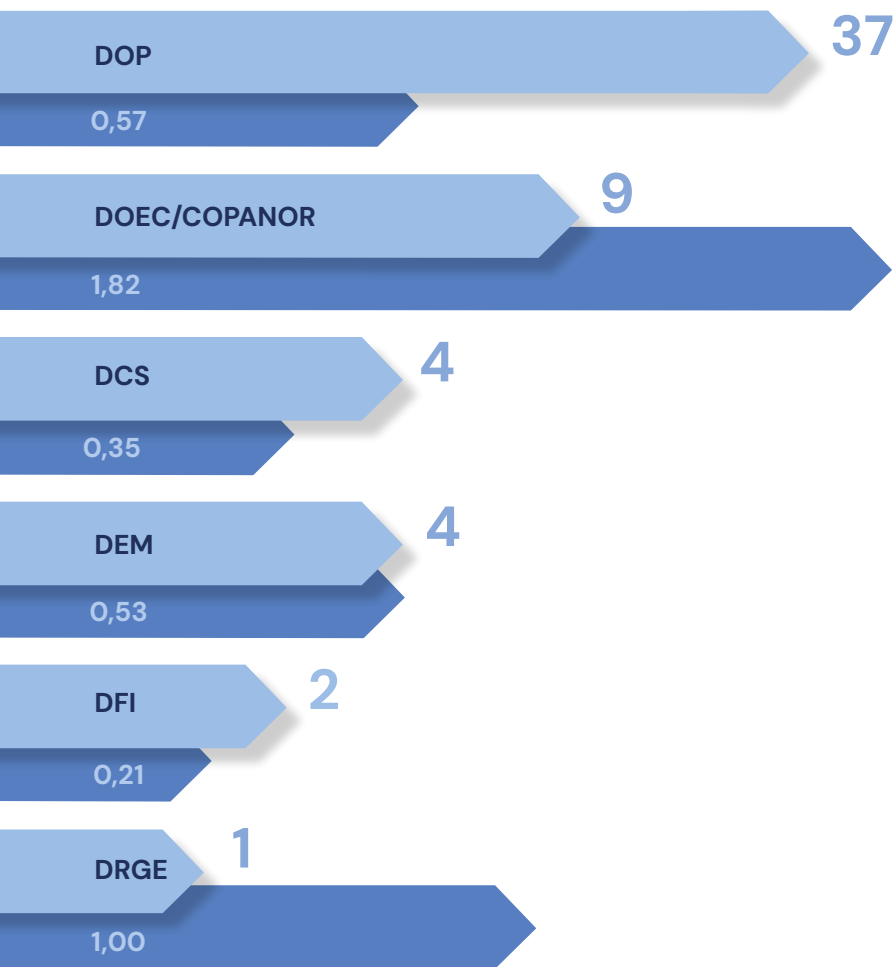 DOP
37
0,57
DOEC/COPANOR
9
1,82
DCS
4
0,35
DEM
4
0,53
DFI
2
0,21
DRGE
1
1,00